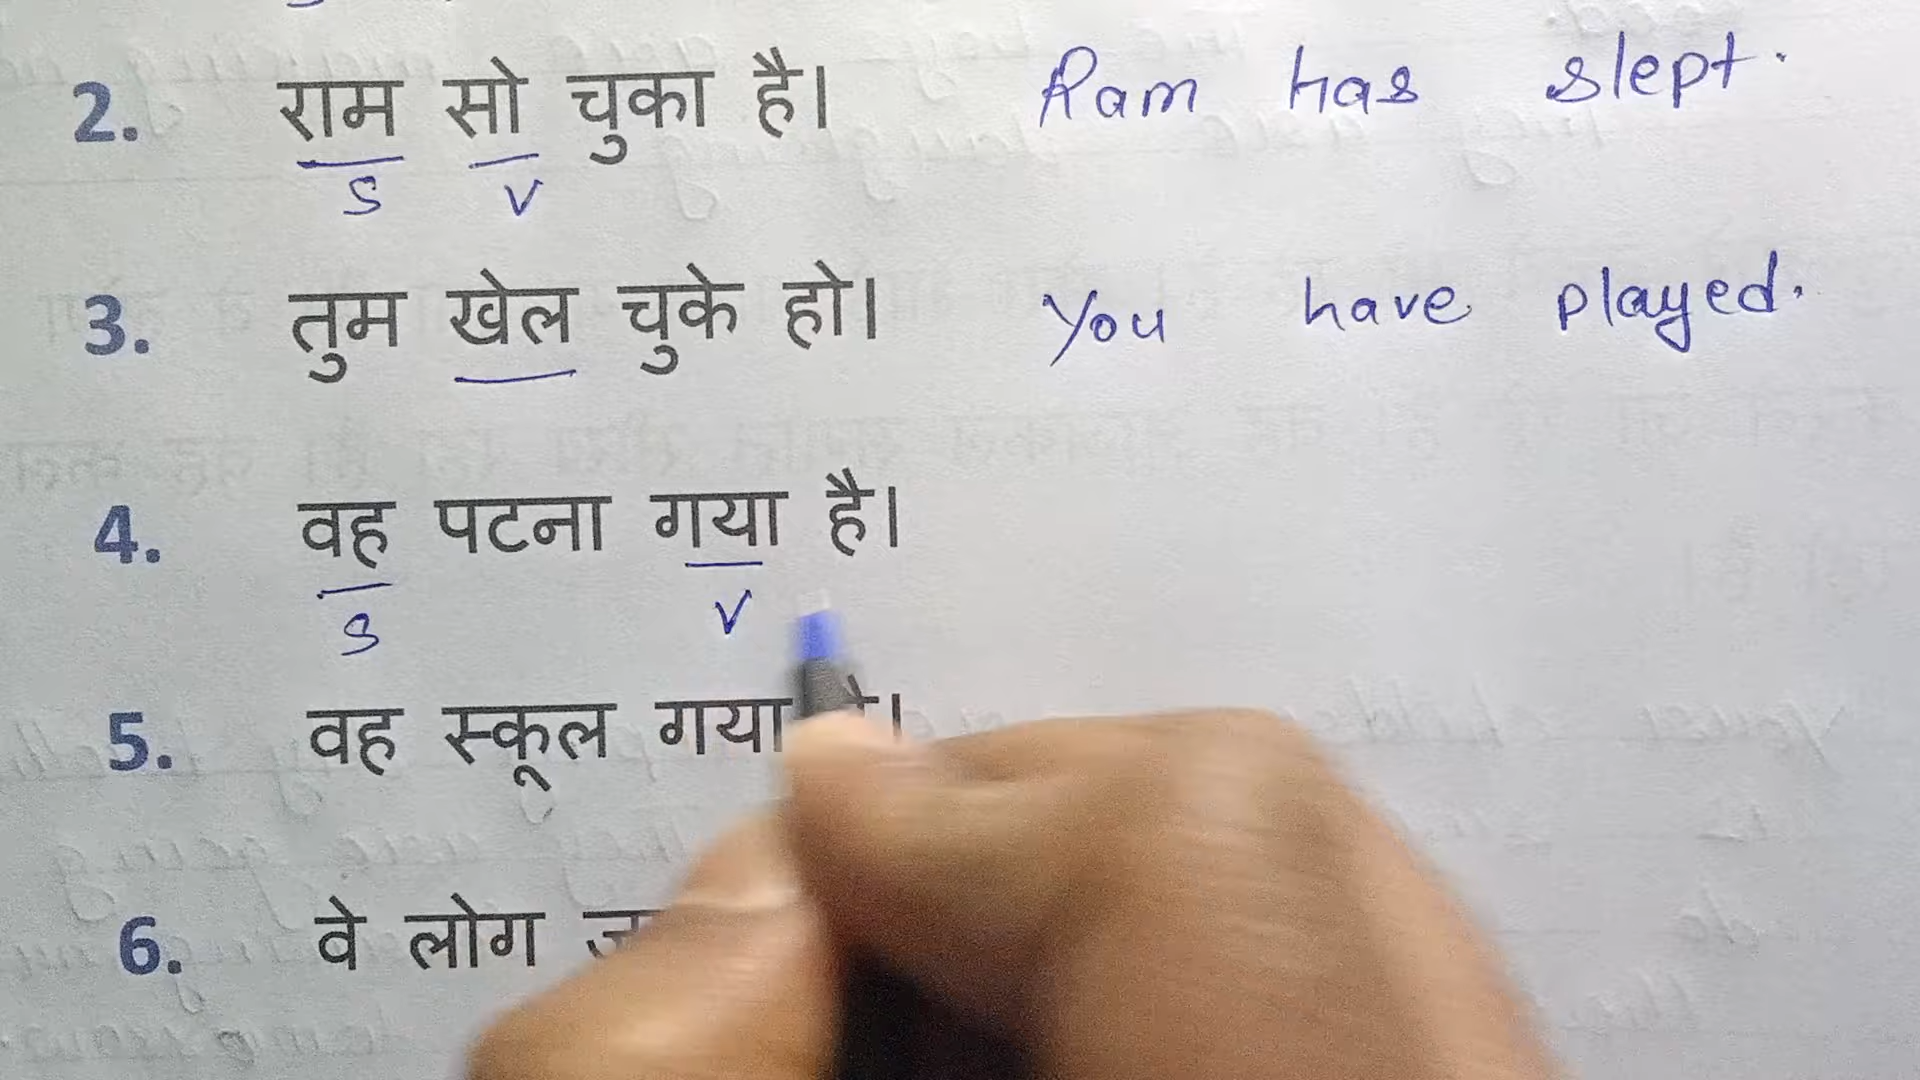 2. राम सो चुका है। Ram has slept.
S V
3. तुम खेल चुके हो। You have played.
4. वह पटना गया है।
S V
5. वह स्कूल गया
6. वे लोग